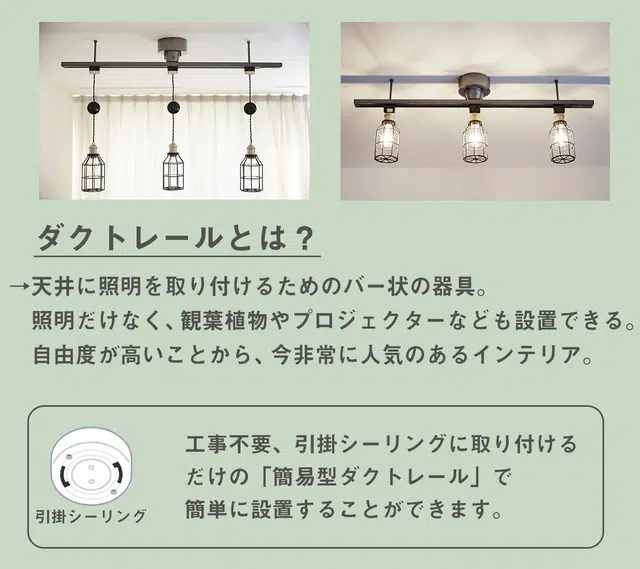 ダクトレールとは？
→天井に照明を取り付けるためのバー状の器具。
照明だけなく、観葉植物やプロジェクターなども設置できる。
自由度が高いことから、今非常に人気のあるインテリア。
工事不要、引掛シーリングに取り付ける
だけの「簡易型ダクトレール」で
簡単に設置することができます。
引掛シーリング